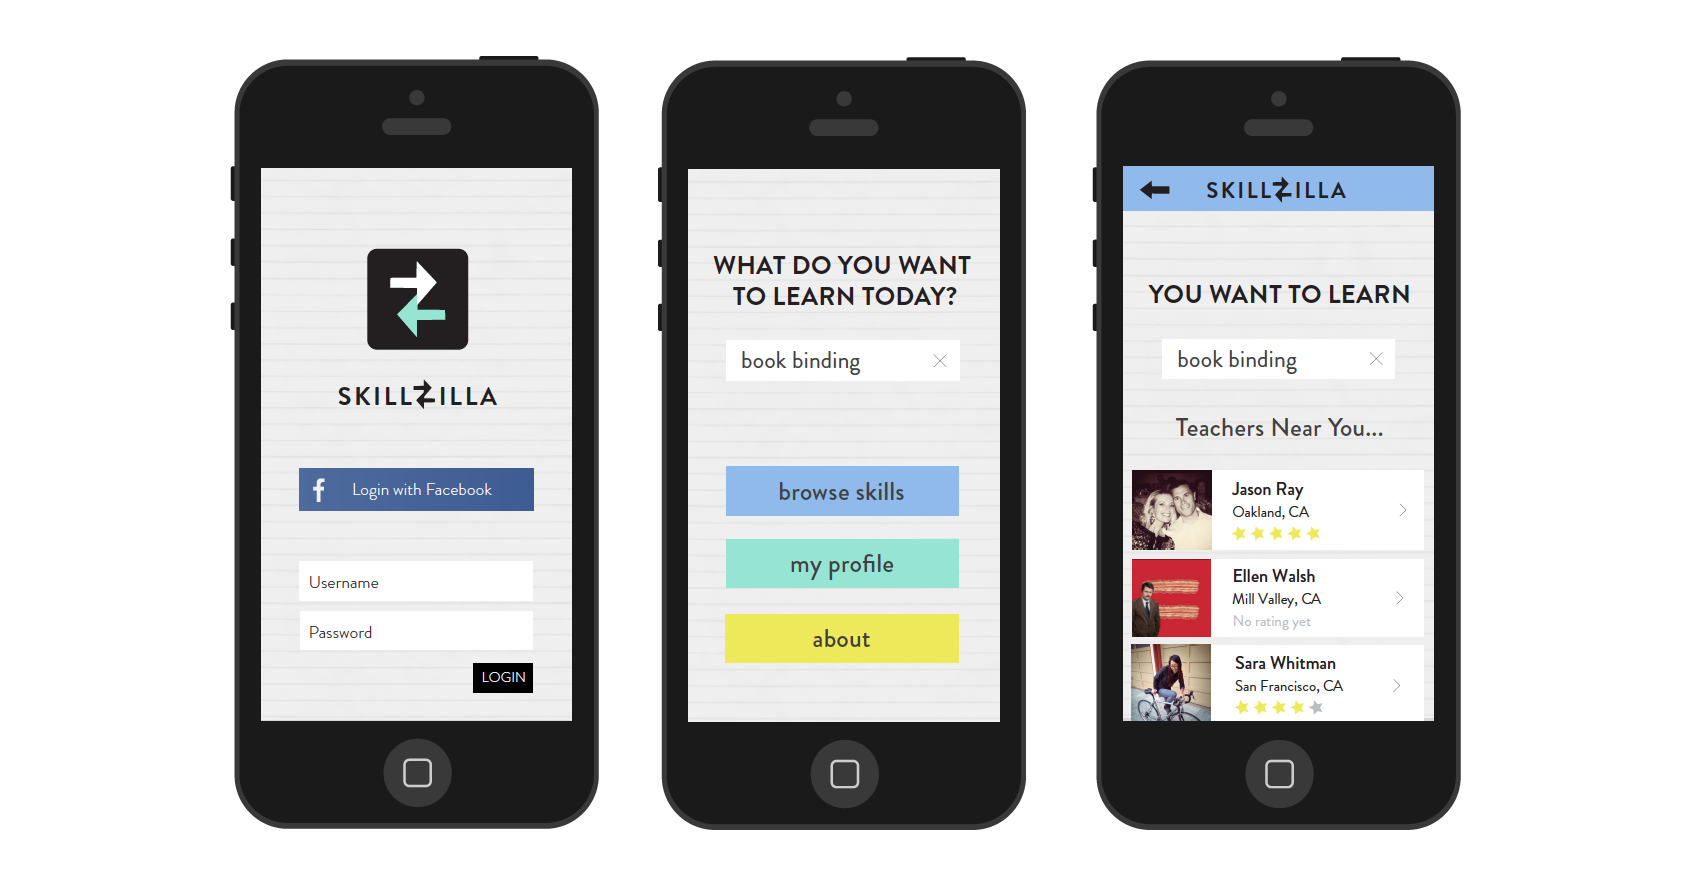 SKILLZILLA
Login with Facebook
Username
Password
LOGIN
WHAT DO YOU WANT
TO LEARN TODAY?
book binding
browse skills
my profile
about
SKILLZILLA
YOU WANT TO LEARN
book binding
Teachers Near You...
Jason Ray
Oakland, CA
Ellen Walsh
Mill Valley, CA
No rating yet
Sara Whitman
San Francisco, CA